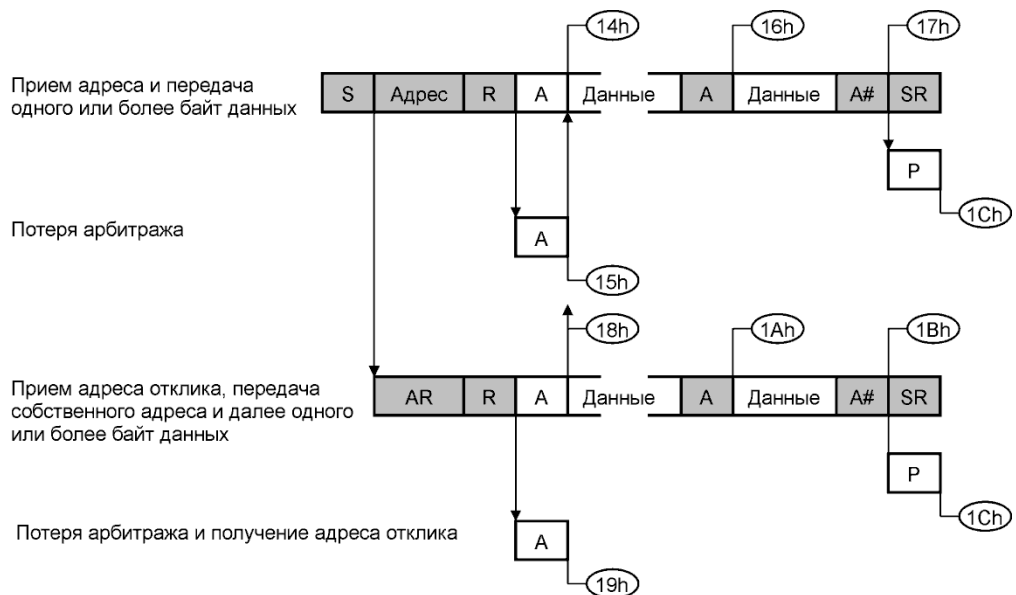 14h 16h 17h
Прием адреса и передача
одного или более байт данных
S Адрес R A Данные A Данные A# SR
P
1Ch
Потеря арбитража
A
15h
18h 1Ah 1Bh
Прием адреса отклика, передача
собственного адреса и далее одного
или более байт данных
AR R A Данные A Данные A# SR
P
1Ch
Потеря арбитража и получение адреса отклика
A
19h